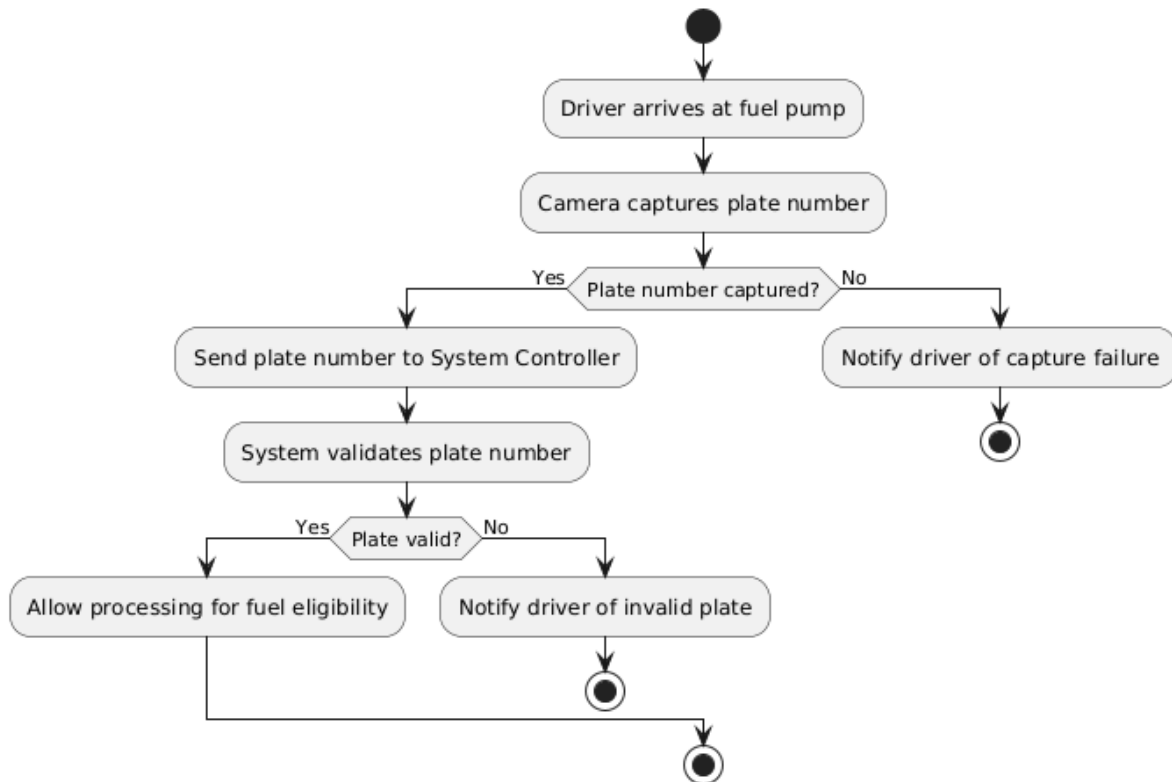 Driver arrives at fuel pump
Camera captures plate number
Yes
Plate number captured?
No
Send plate number to System Controller
Notify driver of capture failure
System validates plate number
Yes
Plate valid?
No
Allow processing for fuel eligibility
Notify driver of invalid plate